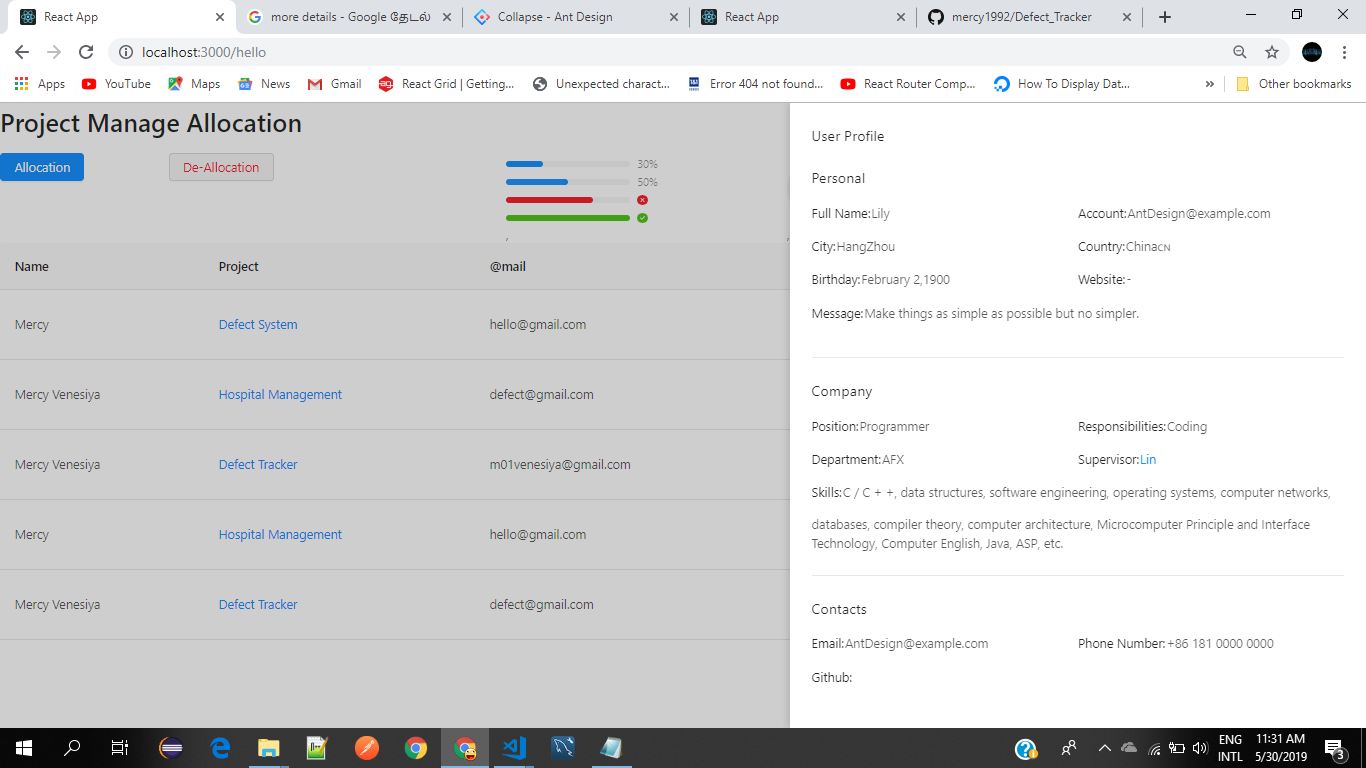 React App
more details - Google தேடல்
Collapse - Ant Design
React App
mercy1992/Defect_Tracker
localhost:3000/hello
Apps
YouTube
Maps
News
Gmail
React Grid | Getting...
Unexpected charact...
Error 404 not found...
React Router Comp...
How To Display Dat...
»
Other bookmarks
Project Manage Allocation
Allocation
De-Allocation
30%
50%
,
,
Name Project @mail
Mercy Defect System hello@gmail.com
Mercy Venesiya Hospital Management defect@gmail.com
Mercy Venesiya Defect Tracker m01venesiya@gmail.com
Mercy Hospital Management hello@gmail.com
Mercy Venesiya Defect Tracker defect@gmail.com
User Profile
Personal
Full Name:Lily Account:AntDesign@example.com
City:HangZhou Country:China🇨🇳
Birthday:February 2,1900 Website:-
Message:Make things as simple as possible but no simpler.
Company
Position:Programmer Responsibilities:Coding
Department:AFX Supervisor:Lin
Skills:C / C + +, data structures, software engineering, operating systems, computer networks,
databases, compiler theory, computer architecture, Microcomputer Principle and Interface
Technology, Computer English, Java, ASP, etc.
Contacts
Email:AntDesign@example.com Phone Number:+86 181 0000 0000
Github:
ENG
INTL
11:31 AM
5/30/2019
3